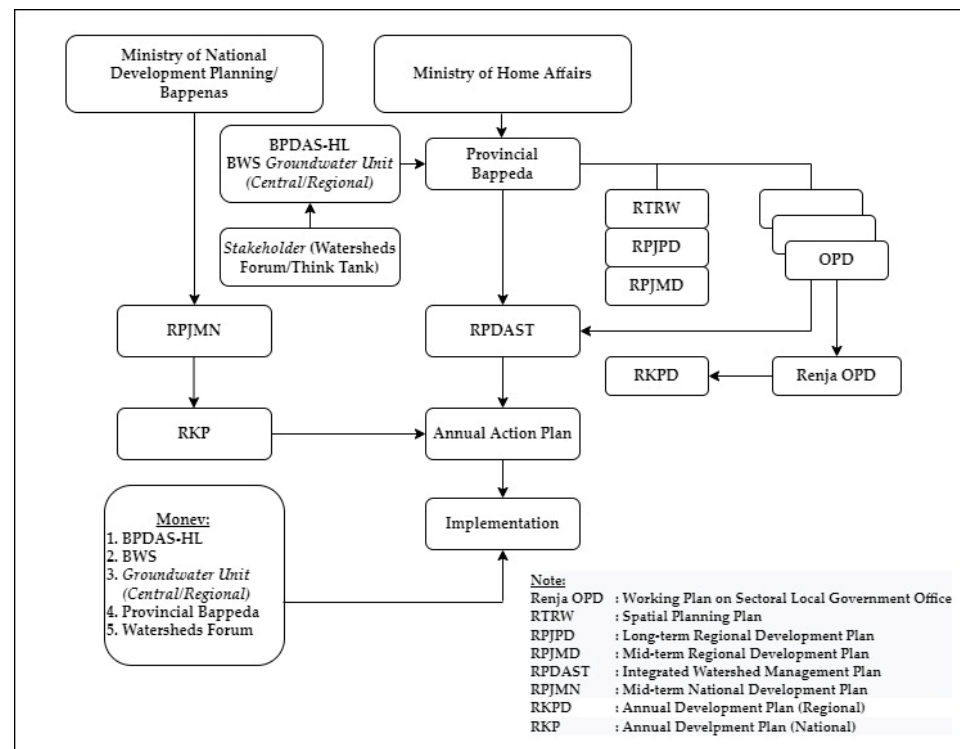 Ministry of National
Development Planning/
Bappenas
Ministry of Home Affairs
BPDAS-HL
BWS Groundwater Unit
(Central/Regional)
Provincial
Bappeda
Stakeholder (Watersheds
Forum/Think Tank)
RTRW
RPJPD
RPJMD
OPD
RPJMN
RPDAST
RKPD
Renja OPD
RKP
Annual Action Plan
Implementation
Monev:
1. BPDAS-HL
2. BWS
3. Groundwater Unit
(Central/Regional)
4. Provincial Bappeda
5. Watersheds Forum
Note:
Renja OPD : Working Plan on Sectoral Local Government Office
RTRW : Spatial Planning Plan
RPJPD : Long-term Regional Development Plan
RPJMD : Mid-term Regional Development Plan
RPDAST : Integrated Watershed Management Plan
RPJMN : Mid-term National Development Plan
RKPD : Annual Development Plan (Regional)
RKP : Annual Develpment Plan (National)